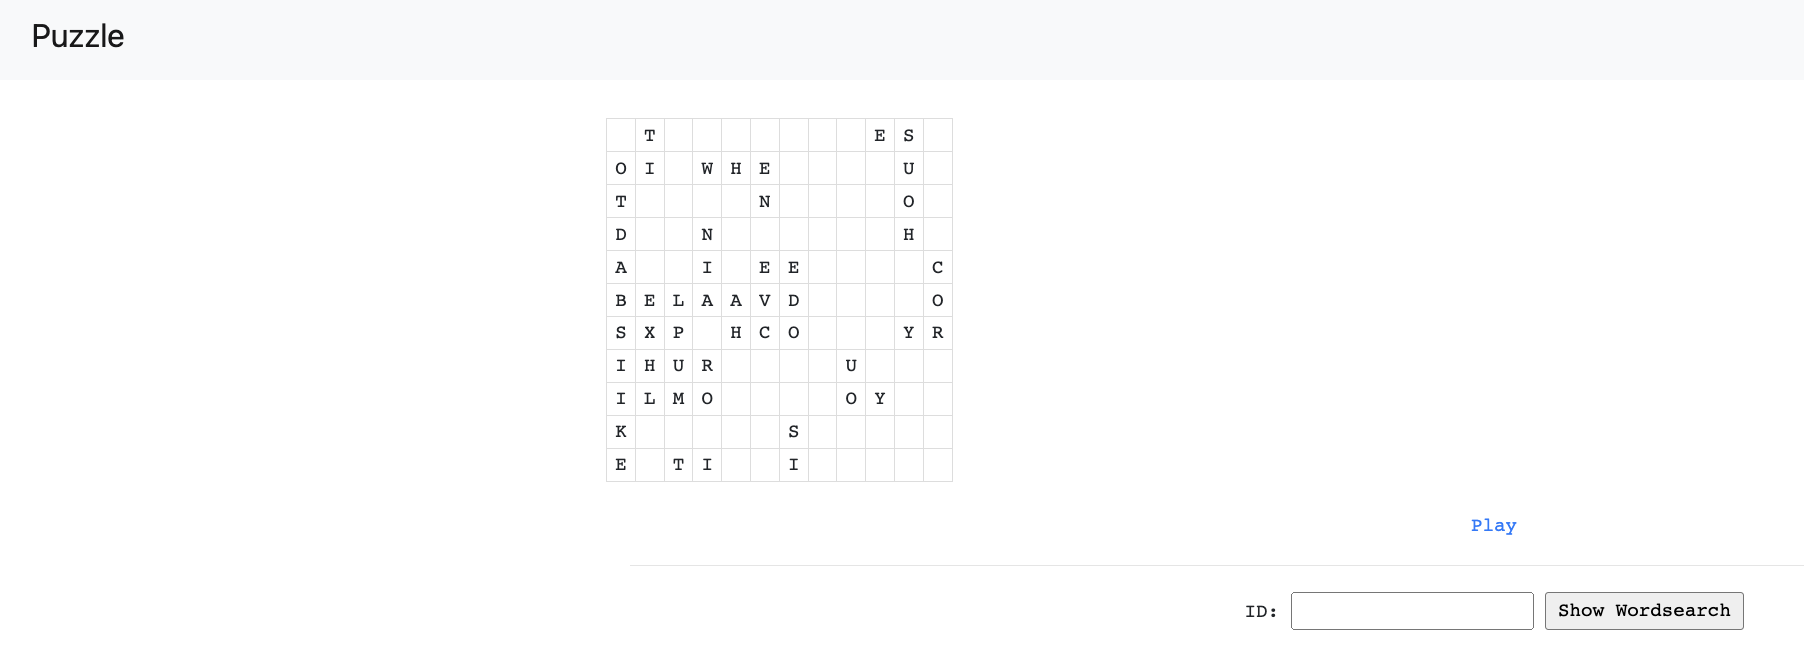 Puzzle
T E S
O I W H E U
T N O
D N H
A I E E C
B E L A A V D O
S X P H C O Y R
I H U R U
I L M O O Y
K S
E T I I
Play
ID: Show Wordsearch